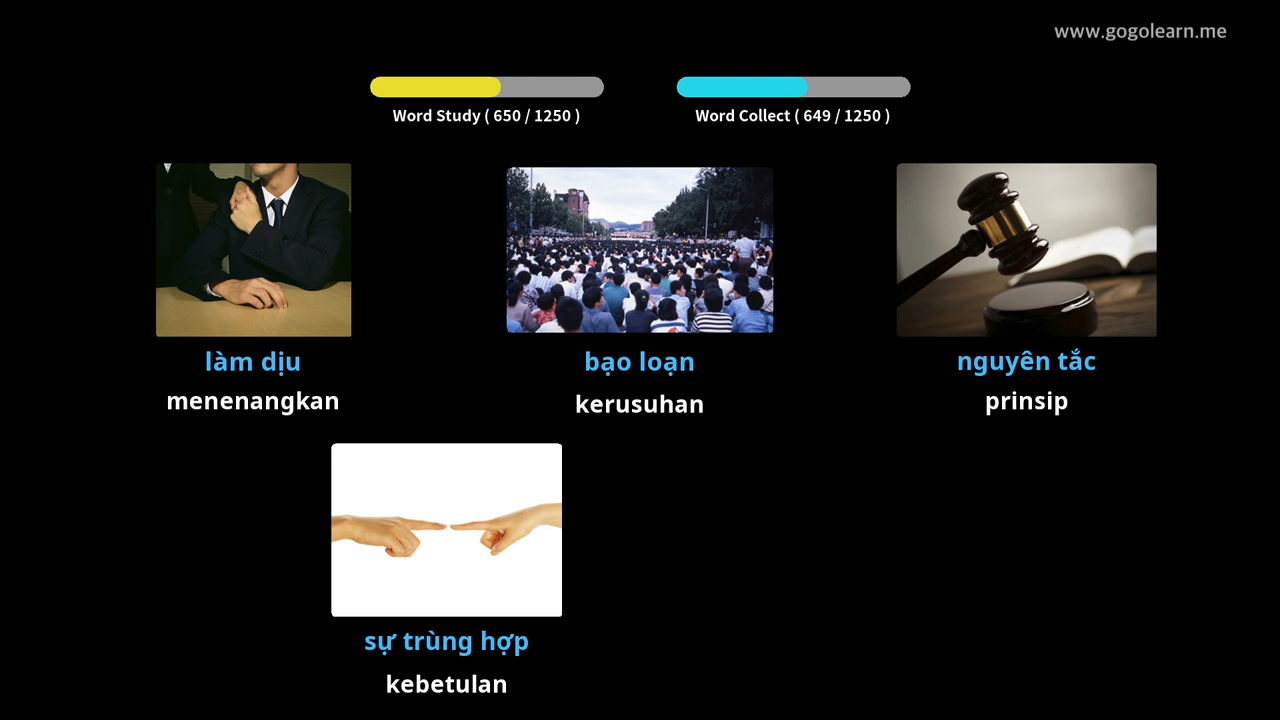 www.gogolearn.me
Word Study ( 650 / 1250 )
Word Collect ( 649 / 1250 )
làm dịu
menenangkan
bạo loạn
kerusuhan
nguyên tắc
prinsip
sự trùng hợp
kebetulan